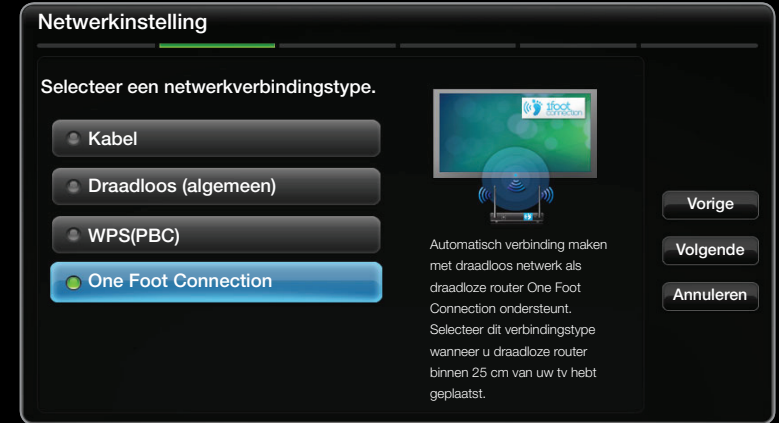 Netwerkinstelling
Selecteer een netwerkverbindingstype.
Kabel
Draadloos (algemeen)
WPS(PBC)
One Foot Connection
1foot
connection
Automatisch verbinding maken
met draadloos netwerk als
draadloze router One Foot
Connection ondersteunt.
Selecteer dit verbindingstype
wanneer u draadloze router
binnen 25 cm van uw tv hebt
geplaatst.
Vorige
Volgende
Annuleren